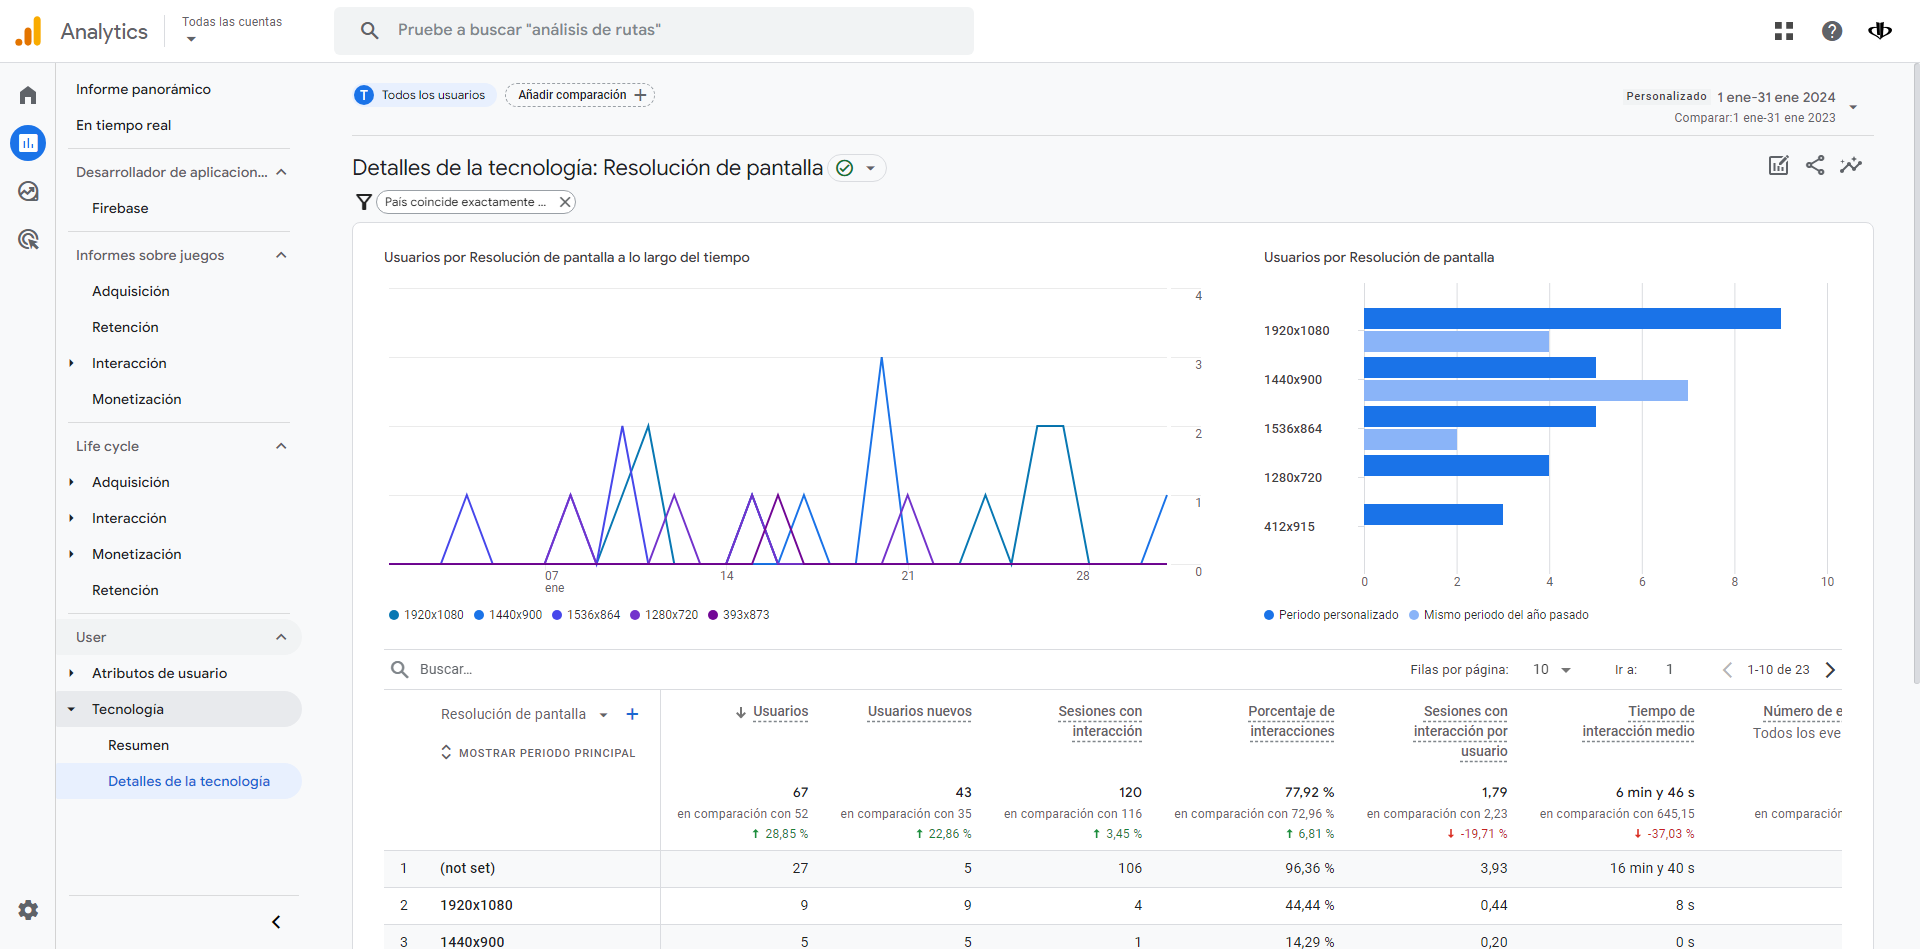 Analytics
Todas las cuentas
Pruebe a buscar "análisis de rutas"
Informe panorámico
En tiempo real
Desarrollador de aplicacion...
Firebase
Informes sobre juegos
Adquisición
Retención
Interacción
Monetización
Life cycle
Adquisición
Interacción
Monetización
Retención
User
Atributos de usuario
Tecnología
Resumen
Detalles de la tecnología
T Todos los usuarios
Añadir comparación
Personalizado 1 ene-31 ene 2024
Comparar:1 ene-31 ene 2023
Detalles de la tecnología: Resolución de pantalla
País coincide exactamente ...
Usuarios por Resolución de pantalla a lo largo del tiempo
4
3
2
1
0
07 14 21 28
ene
1920x1080 1440x900 1536x864 1280x720 393x873
Usuarios por Resolución de pantalla
1920x1080
1440x900
1536x864
1280x720
412x915
0 2 4 6 8 10
Periodo personalizado Mismo periodo del año pasado
Buscar...
Filas por página: 10 Ir a: 1 1-10 de 23
Resolución de pantalla
MOSTRAR PERIODO PRINCIPAL
Usuarios
Usuarios nuevos
Sesiones con
interacción
Porcentaje de
interacciones
Sesiones con
interacción por
usuario
Tiempo de
interacción medio
Número de e
Todos los eve
67 43 120 77,92 % 1,79 6 min y 46 s
en comparación con 52 en comparación con 35 en comparación con 116 en comparación con 72,96 % en comparación con 2,23 en comparación con 645,15 en comparación
↑ 28,85 % ↑ 22,86 % ↑ 3,45 % ↑ 6,81 % ↓ -19,71 % ↓ -37,03 %
1 (not set) 27 5 106 96,36 % 3,93 16 min y 40 s
2 1920x1080 9 9 4 44,44 % 0,44 8 s
3 1440x900 5 5 1 14,29 % 0,20 0 s